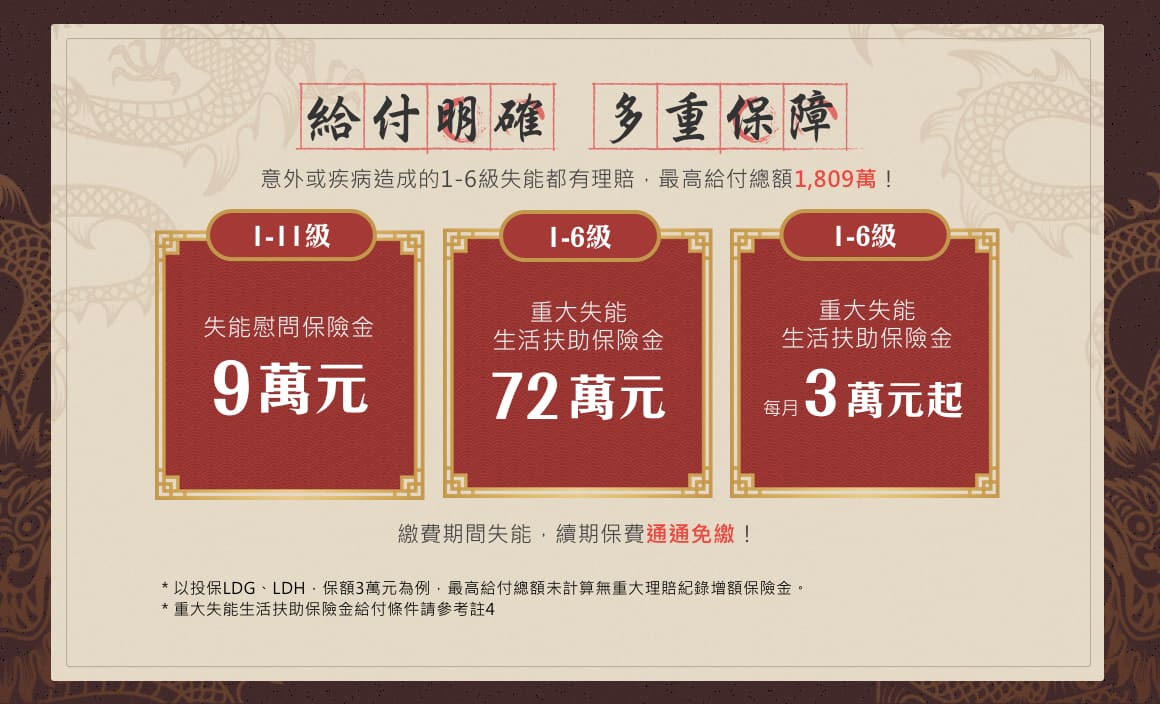 給付明確 多重保障
意外或疾病造成的1-6級失能都有理賠，最高給付總額1,809萬！
1-11級
失能慰問保險金
9萬元
1-6級
重大失能
生活扶助保險金
72萬元
1-6級
重大失能
生活扶助保險金
每月3萬元起
繳費期間失能，續期保費通通免繳！
* 以投保LDG、LDH，保額3萬元為例，最高給付總額未計算無重大理賠紀錄增額保險金。
* 重大失能生活扶助保險金給付條件請參考註4